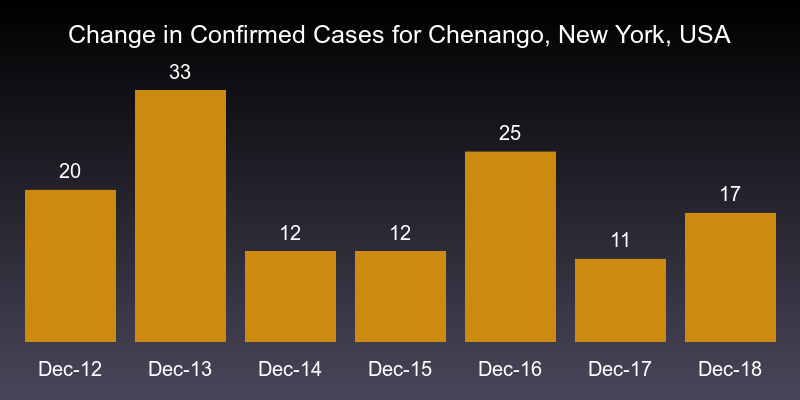 Change in Confirmed Cases for Chenango, New York, USA
33
25
20
17
12
12
11
Dec-12
Dec-13
Dec-14
Dec-15
Dec-16
Dec-17
Dec-18